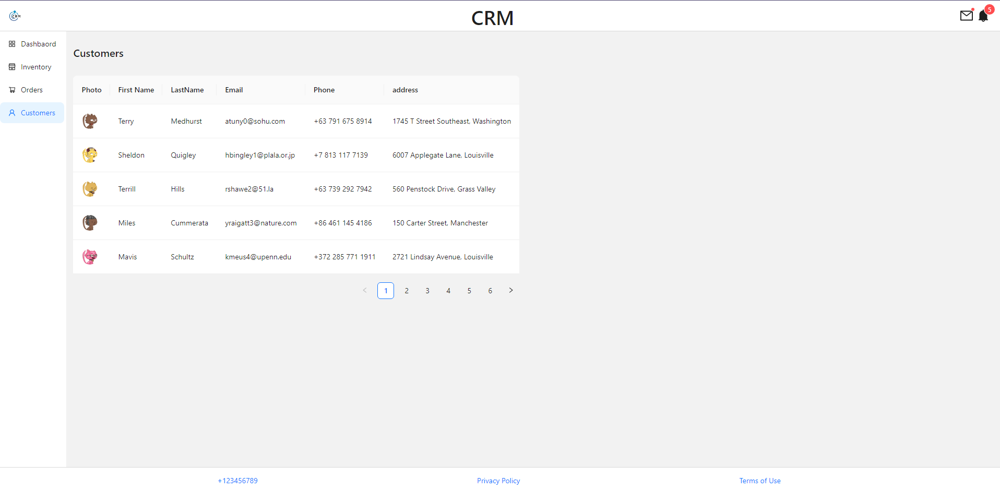 CRM
CRM
5
Dashbaord
Inventory
Orders
Customers
Customers
Photo First Name LastName Email Phone address
Terry Medhurst atuny0@sohu.com +63 791 675 8914 1745 T Street Southeast, Washington
Sheldon Quigley hbingley1@plala.or.jp +7 813 117 7139 6007 Applegate Lane, Louisville
Terrill Hills rshawe2@51.la +63 739 292 7942 560 Penstock Drive, Grass Valley
Miles Cummerata yraigatt3@nature.com +86 461 145 4186 150 Carter Street, Manchester
Mavis Schultz kmeus4@upenn.edu +372 285 771 1911 2721 Lindsay Avenue, Louisville
1 2 3 4 5 6
+123456789 Privacy Policy Terms of Use